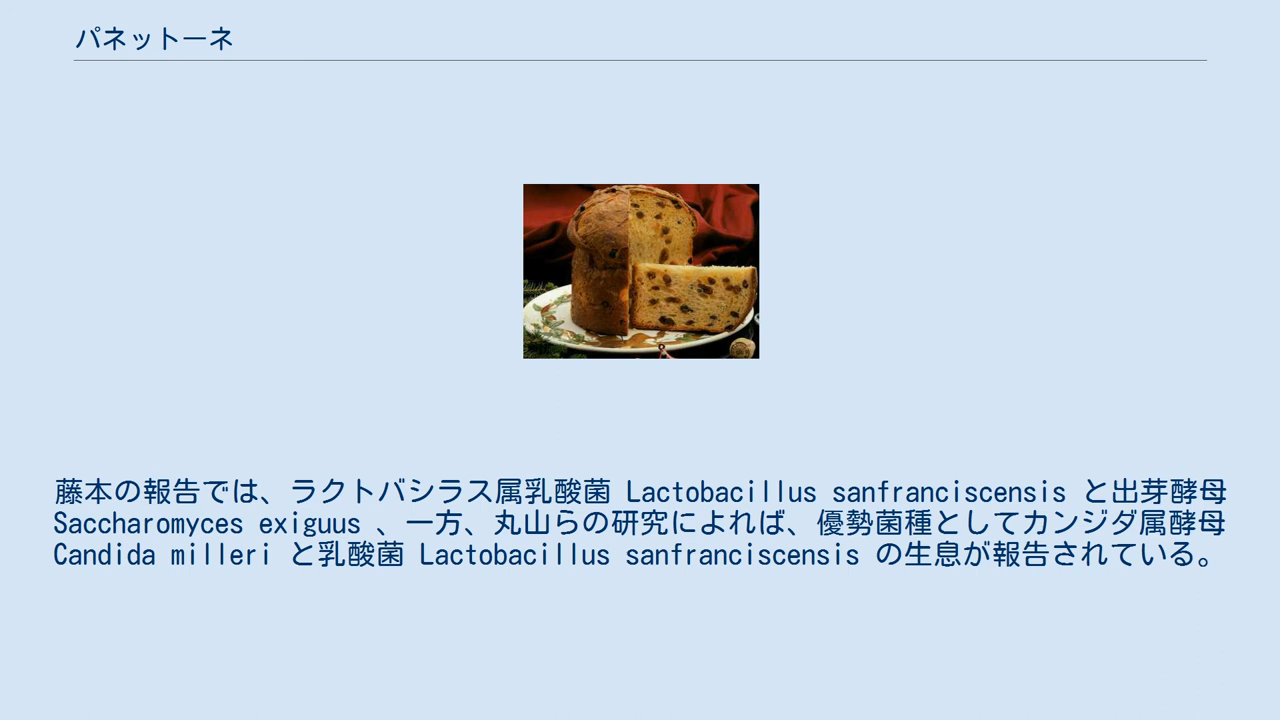 パネットーネ
藤本の報告では、ラクトバシラス属乳酸菌 Lactobacillus sanfranciscensis と出芽酵母
Saccharomyces exiguus 、一方、丸山らの研究によれば、優勢菌種としてカンジダ属酵母
Candida milleri と乳酸菌 Lactobacillus sanfranciscensis の生息が報告されている。